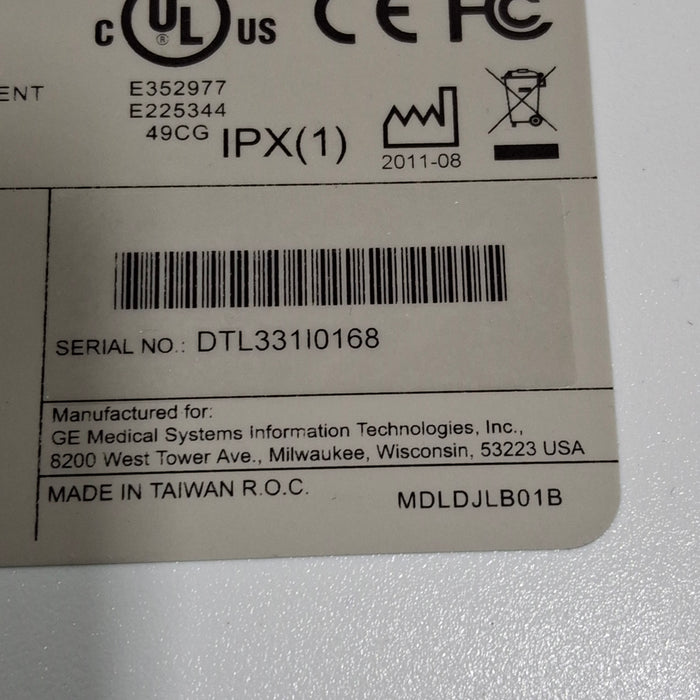 c UL US CE FC
®
ENT
E352977
E225344
49CG IPX(1)
2011-08
SERIAL NO.: DTL331I0168
Manufactured for:
GE Medical Systems Information Technologies, Inc.,
8200 West Tower Ave., Milwaukee, Wisconsin, 53223 USA
MADE IN TAIWAN R.O.C. MDLDJLB01B